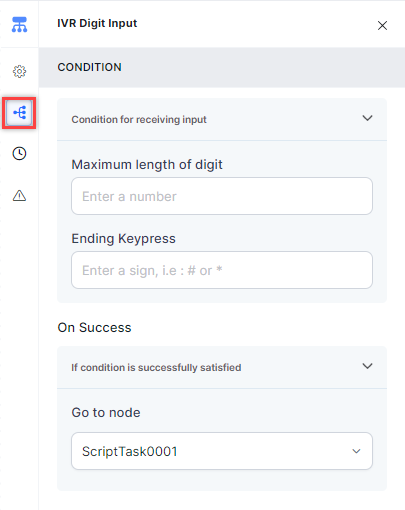 IVR Digit Input
CONDITION
Condition for receiving input
Maximum length of digit
Enter a number
Ending Keypress
Enter a sign, i.e : # or *
On Success
If condition is successfully satisfied
Go to node
ScriptTask0001